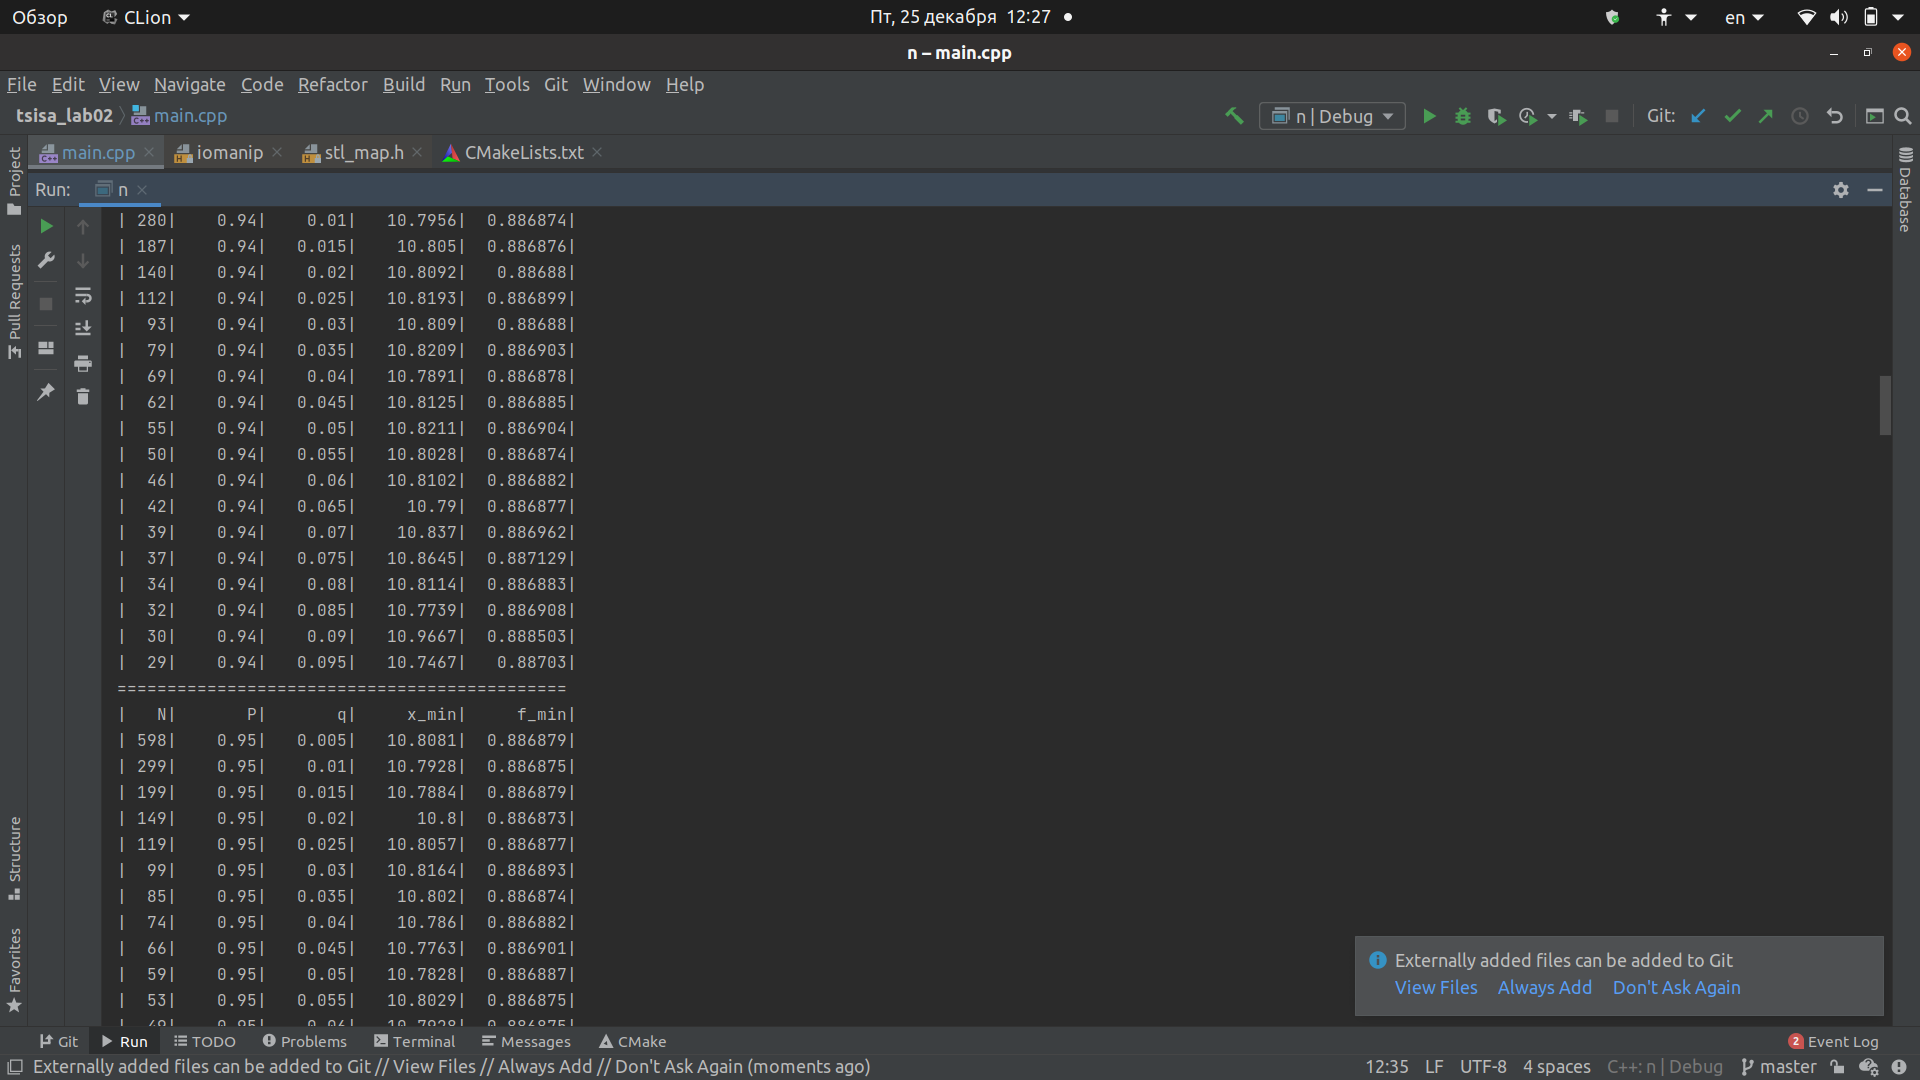 Обзор CLion Пт, 25 декабря 12:27 en
n – main.cpp
File Edit View Navigate Code Refactor Build Run Tools Git Window Help
tsisa_lab02 main.cpp n | Debug Git:
main.cpp iomanip stl_map.h CMakeLists.txt
Run: n
Project
Pull Requests
Structure
Favorites
Database
| 280| 0.94| 0.01| 10.7956| 0.886874|
| 187| 0.94| 0.015| 10.805| 0.886876|
| 140| 0.94| 0.02| 10.8092| 0.88688|
| 112| 0.94| 0.025| 10.8193| 0.886899|
| 93| 0.94| 0.03| 10.809| 0.88688|
| 79| 0.94| 0.035| 10.8209| 0.886903|
| 69| 0.94| 0.04| 10.7891| 0.886878|
| 62| 0.94| 0.045| 10.8125| 0.886885|
| 55| 0.94| 0.05| 10.8211| 0.886904|
| 50| 0.94| 0.055| 10.8028| 0.886874|
| 46| 0.94| 0.06| 10.8102| 0.886882|
| 42| 0.94| 0.065| 10.79| 0.886877|
| 39| 0.94| 0.07| 10.837| 0.886962|
| 37| 0.94| 0.075| 10.8645| 0.887129|
| 34| 0.94| 0.08| 10.8114| 0.886883|
| 32| 0.94| 0.085| 10.7739| 0.886908|
| 30| 0.94| 0.09| 10.9667| 0.888503|
| 29| 0.94| 0.095| 10.7467| 0.88703|
=============================================
| N| P| q| x_min| f_min|
| 598| 0.95| 0.005| 10.8081| 0.886879|
| 299| 0.95| 0.01| 10.7928| 0.886875|
| 199| 0.95| 0.015| 10.7884| 0.886879|
| 149| 0.95| 0.02| 10.8| 0.886873|
| 119| 0.95| 0.025| 10.8057| 0.886877|
| 99| 0.95| 0.03| 10.8164| 0.886893|
| 85| 0.95| 0.035| 10.802| 0.886874|
| 74| 0.95| 0.04| 10.786| 0.886882|
| 66| 0.95| 0.045| 10.7763| 0.886901|
| 59| 0.95| 0.05| 10.7828| 0.886887|
| 53| 0.95| 0.055| 10.8029| 0.886875|
| 49| 0.95| 0.06| 10.7928| 0.886875|
Externally added files can be added to Git
View Files Always Add Don't Ask Again
Git Run TODO Problems Terminal Messages CMake 2 Event Log
Externally added files can be added to Git // View Files // Always Add // Don't Ask Again (moments ago) 12:35 LF UTF-8 4 spaces C++: n | Debug master